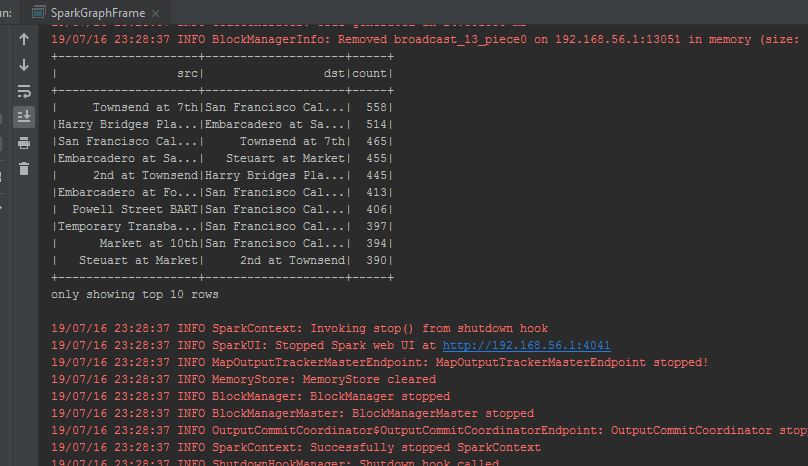 un: SparkGraphFrame ×
19/07/16 23:28:37 INFO BlockManagerInfo: Removed broadcast_13_piece0 on 192.168.56.1:13051 in memory (size:
+--------------------+--------------------+-----+
|                 src|                 dst|count|
+--------------------+--------------------+-----+
|     Townsend at 7th|San Francisco Cal...|  558|
|Harry Bridges Pla...|Embarcadero at Sa...|  514|
|San Francisco Cal...|     Townsend at 7th|  465|
|Embarcadero at Sa...|   Steuart at Market|  455|
|     2nd at Townsend|Harry Bridges Pla...|  445|
|Embarcadero at Fo...|San Francisco Cal...|  413|
|  Powell Street BART|San Francisco Cal...|  406|
|Temporary Transba...|San Francisco Cal...|  397|
|      Market at 10th|San Francisco Cal...|  394|
|   Steuart at Market|     2nd at Townsend|  390|
+--------------------+--------------------+-----+
only showing top 10 rows
19/07/16 23:28:37 INFO SparkContext: Invoking stop() from shutdown hook
19/07/16 23:28:37 INFO SparkUI: Stopped Spark web UI at http://192.168.56.1:4041
19/07/16 23:28:37 INFO MapOutputTrackerMasterEndpoint: MapOutputTrackerMasterEndpoint stopped!
19/07/16 23:28:37 INFO MemoryStore: MemoryStore cleared
19/07/16 23:28:37 INFO BlockManager: BlockManager stopped
19/07/16 23:28:37 INFO BlockManagerMaster: BlockManagerMaster stopped
19/07/16 23:28:37 INFO OutputCommitCoordinator$OutputCommitCoordinatorEndpoint: OutputCommitCoordinator stop
19/07/16 23:28:37 INFO SparkContext: Successfully stopped SparkContext
19/07/16 23:28:37 INFO ShutdownHookManager: Shutdown hook called